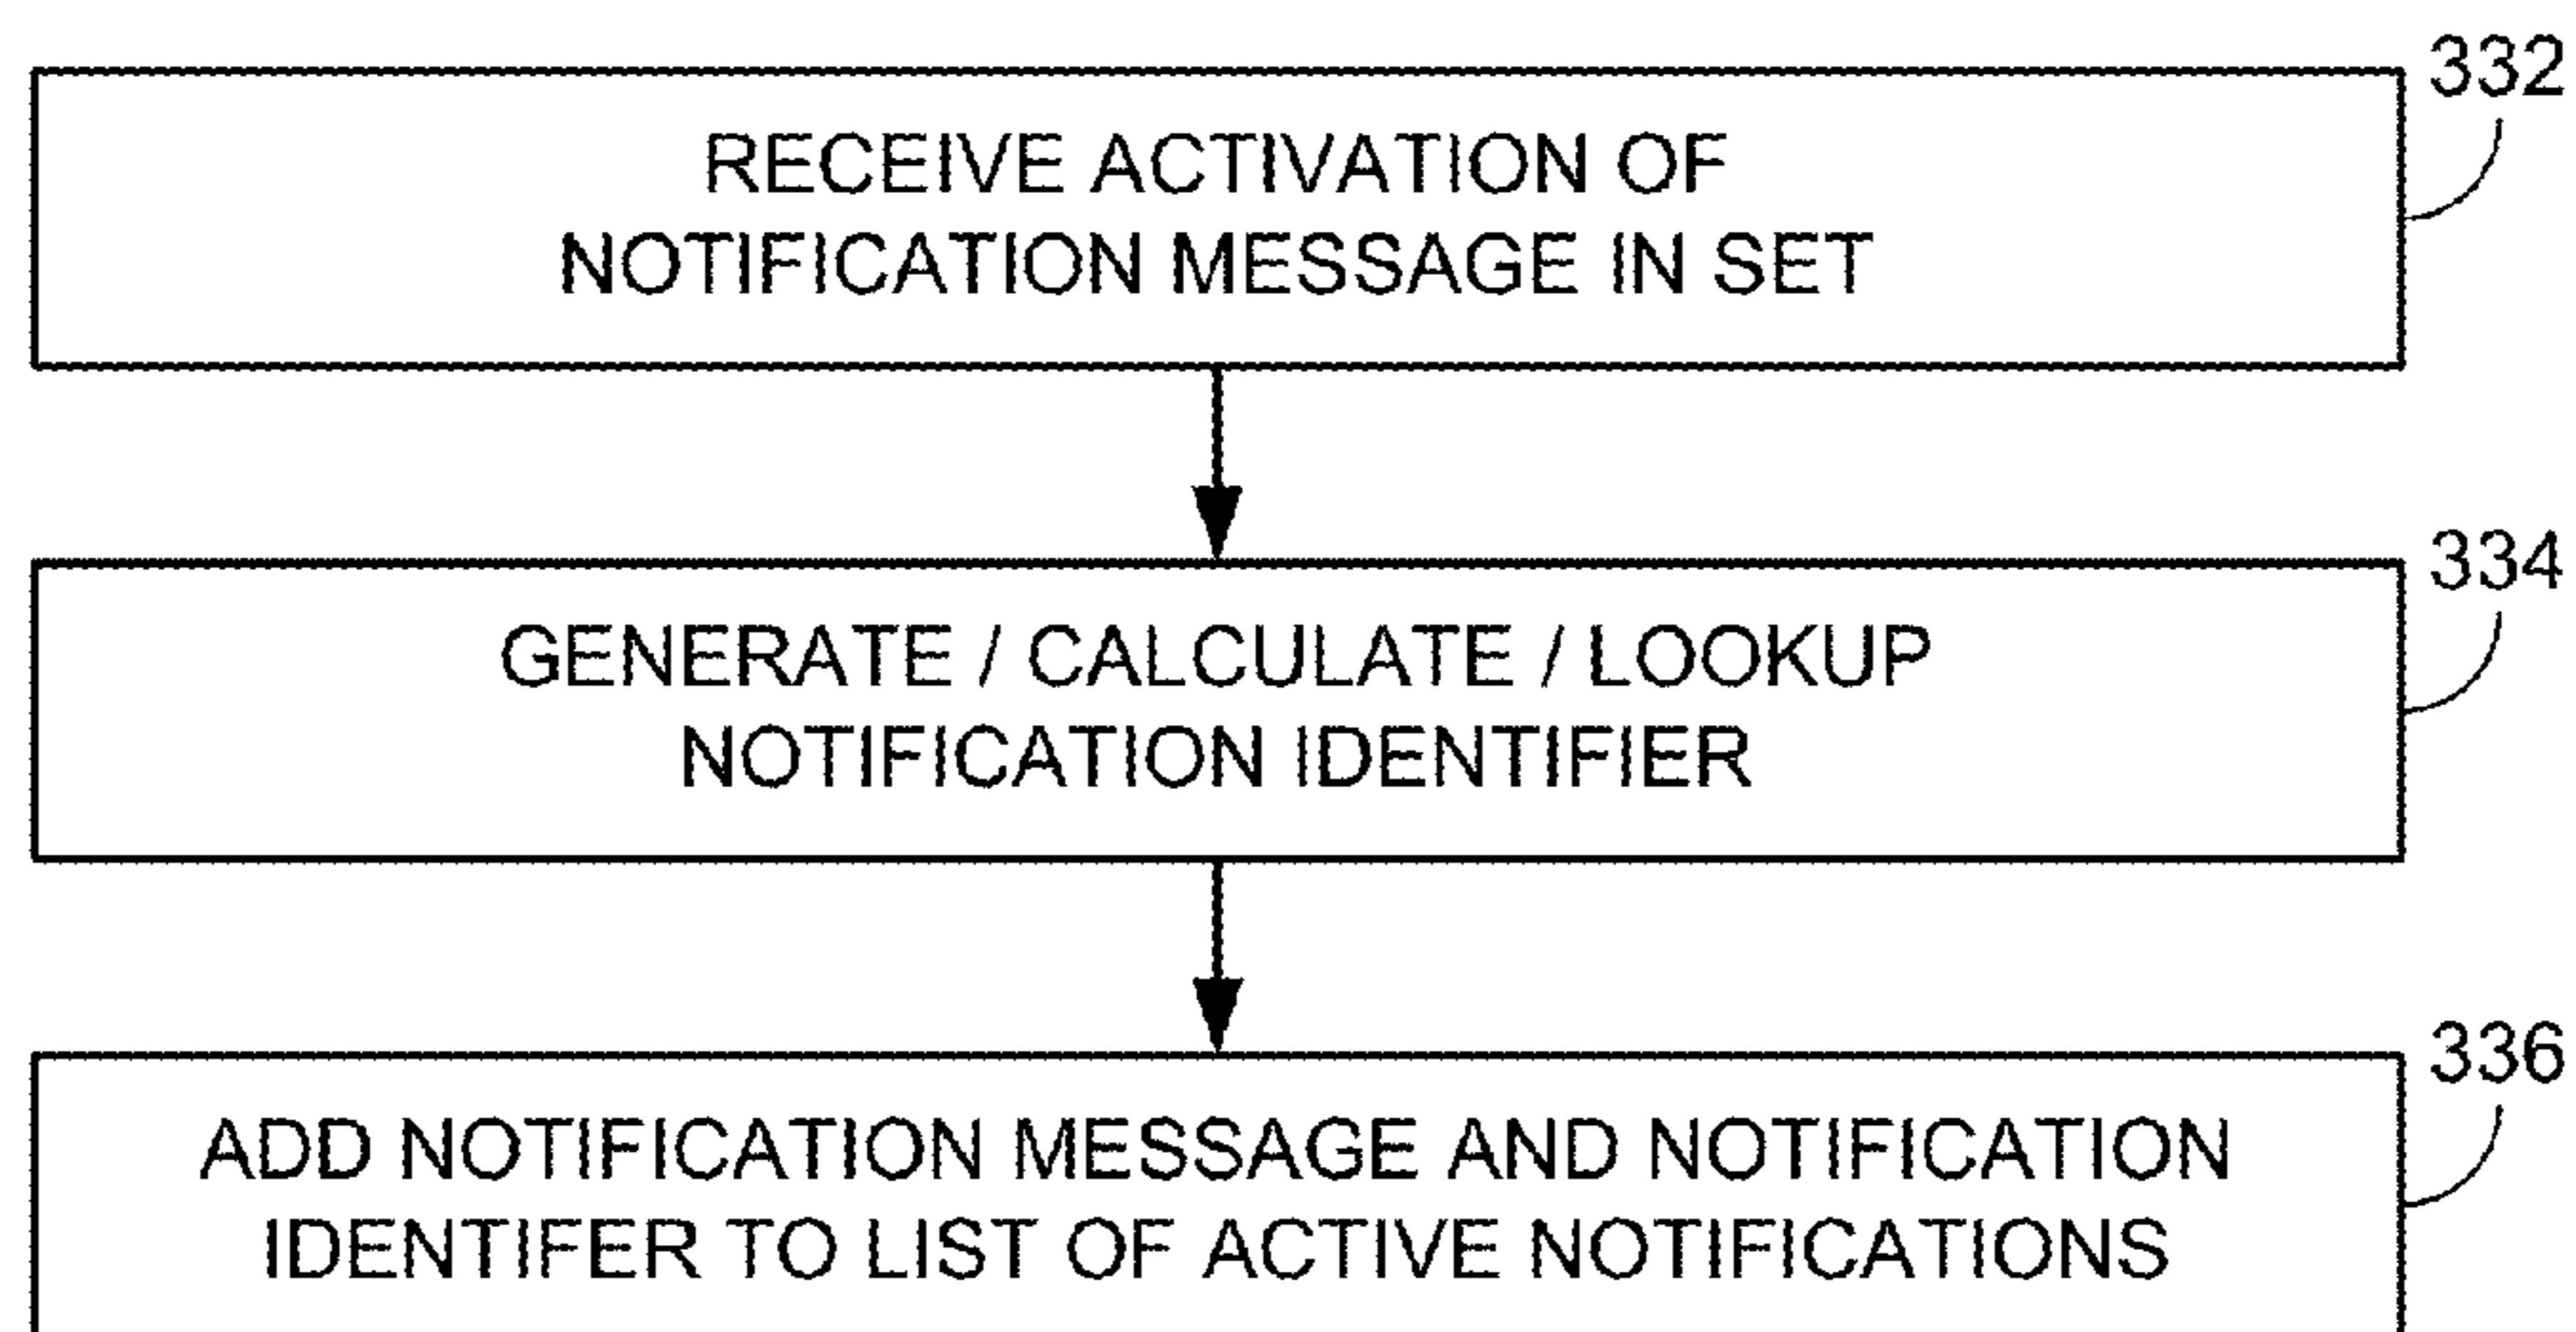 332
RECEIVE ACTIVATION OF
NOTIFICATION MESSAGE IN SET
334
GENERATE / CALCULATE / LOOKUP
NOTIFICATION IDENTIFIER
336
ADD NOTIFICATION MESSAGE AND NOTIFICATION
IDENTIFER TO LIST OF ACTIVE NOTIFICATIONS